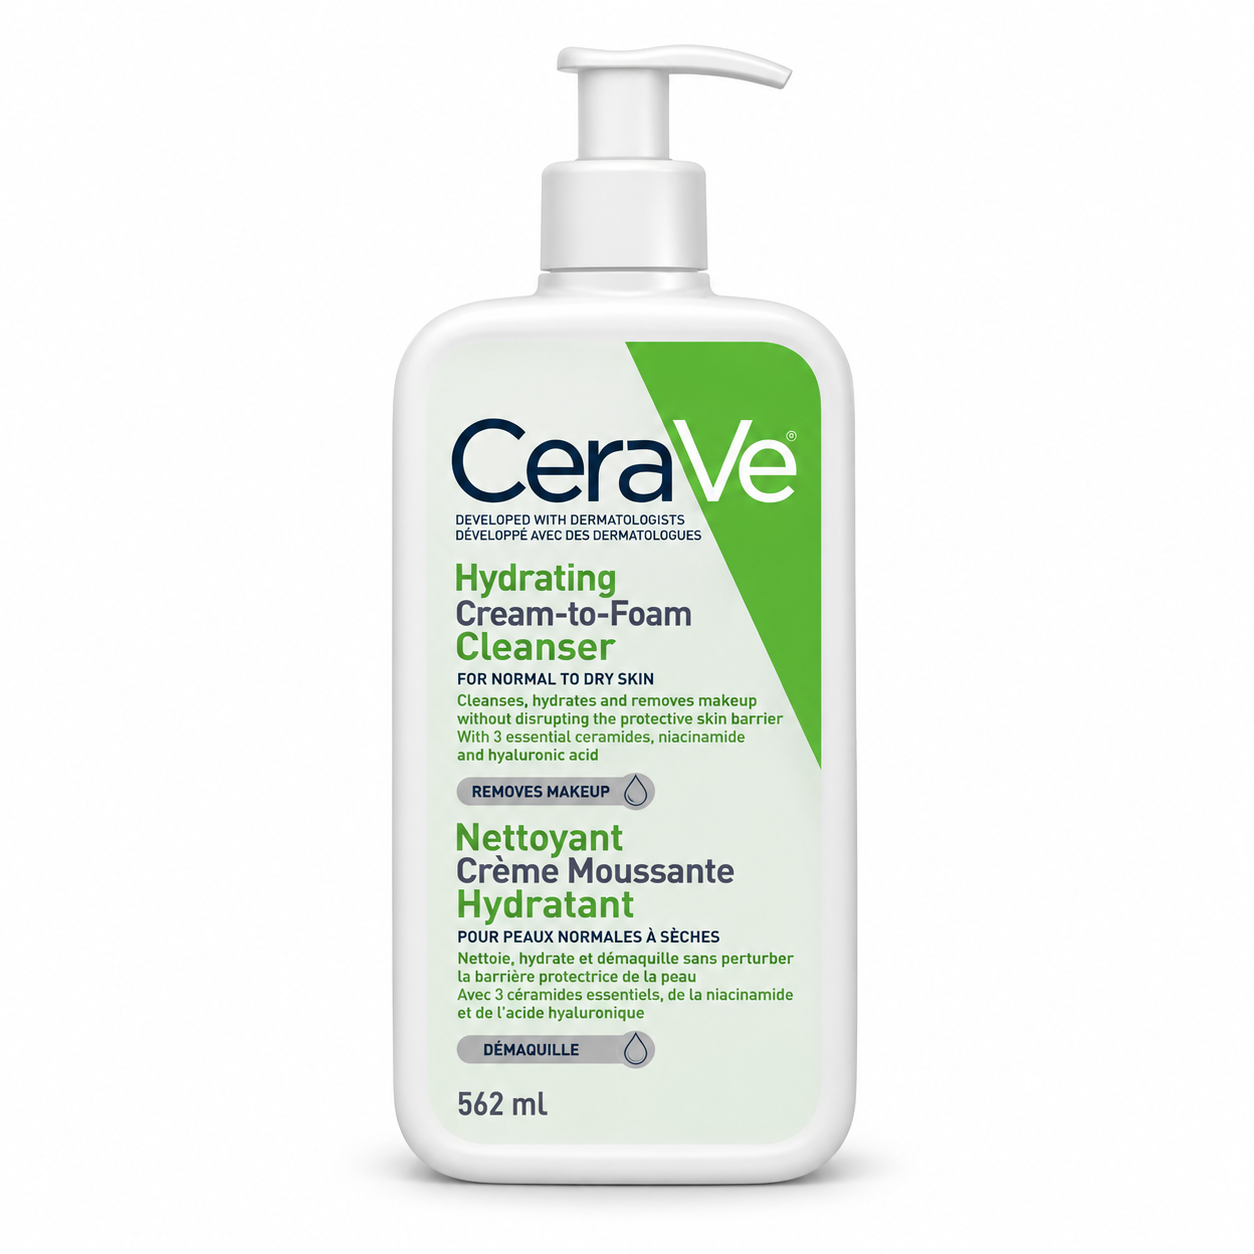 CeraVe©
DEVELOPED WITH DERMATOLOGISTS
DÉVELOPPÉ AVEC DES DERMATOLOGUES
Hydrating
Cream-to-Foam
Cleanser
FOR NORMAL TO DRY SKIN
Cleanses, hydrates and removes makeup
without disrupting the protective skin barrier
With 3 essential ceramides, niacinamide
and hyaluronic acid
REMOVES MAKEUP
Nettoyant
Crème Moussante
Hydratant
POUR PEAUX NORMALES À SÈCHES
Nettoie, hydrate et démaquille sans perturber
la barrière protectrice de la peau
Avec 3 céramides essentiels, de la niacinamide
et de l'acide hyaluronique
DÉMAQUILLE
562 ml